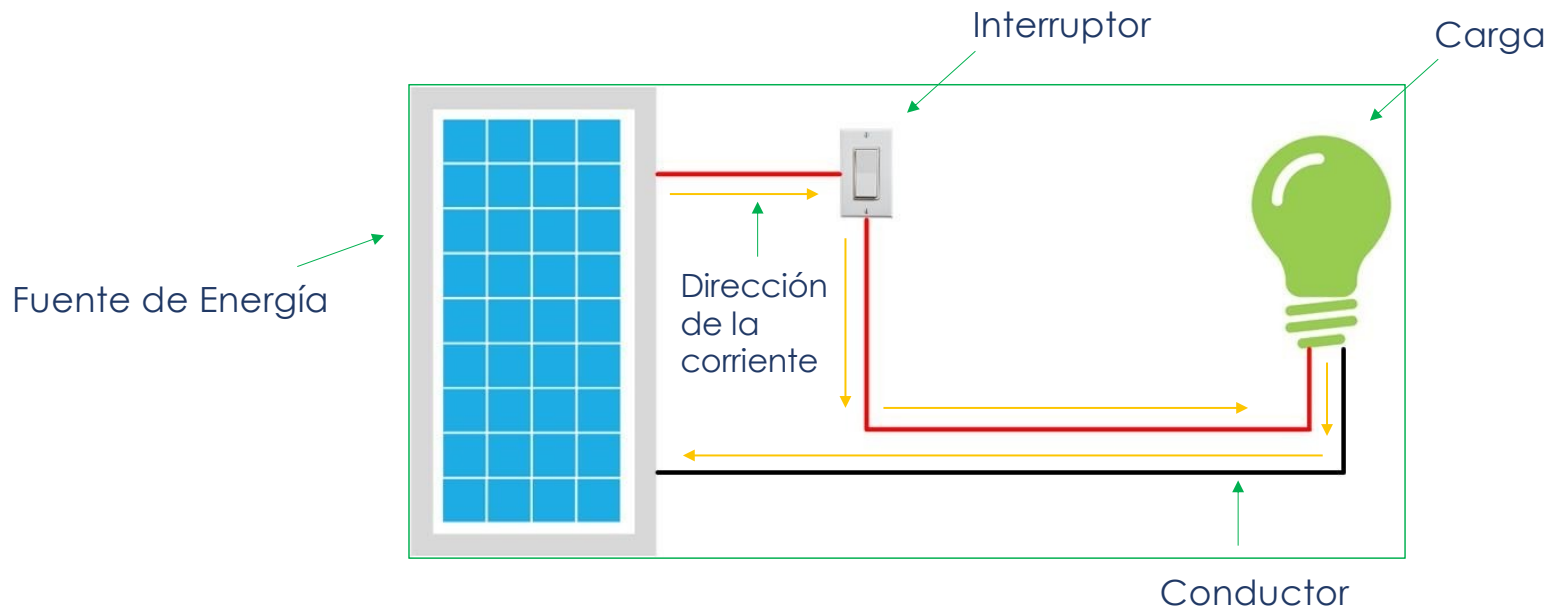 Interruptor
Carga
Fuente de Energía
Dirección
de la
corriente
Conductor